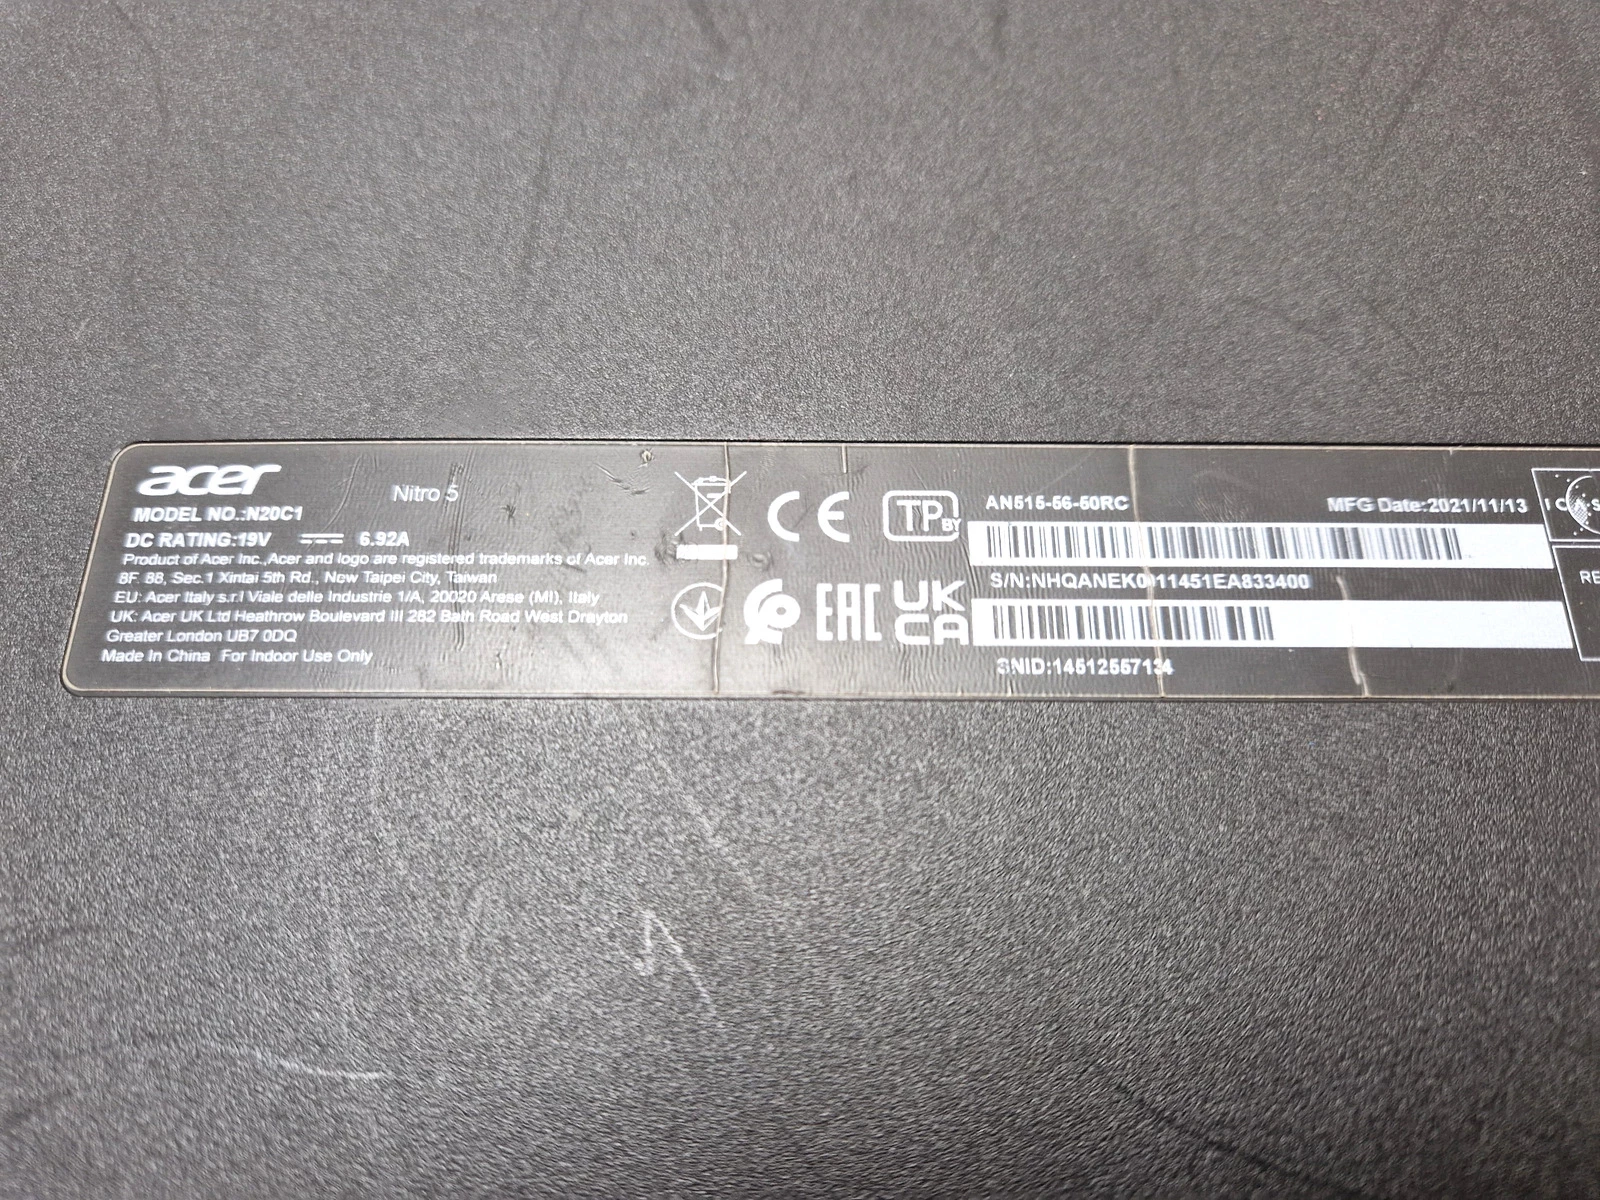 acer
Nitro 5
MODEL NO.:N20C1
DC RATING:19V 6.92A
Product of Acer Inc.,Acer and logo are registered trademarks of Acer Inc.
8F. 88, Sec.1 Xintai 5th Rd., New Taipei City, Taiwan
EU: Acer Italy s.r.l Viale delle Industrie 1/A, 20020 Arese (MI), Italy
UK: Acer UK Ltd Heathrow Boulevard III 282 Bath Road West Drayton
Greater London UB7 0DQ
Made In China For Indoor Use Only
CE
TP BY
EAC
UK
CA
AN515-56-50RC
MFG Date:2021/11/13
S/N:NHQANEK0011451EA833400
SNID:14512557134